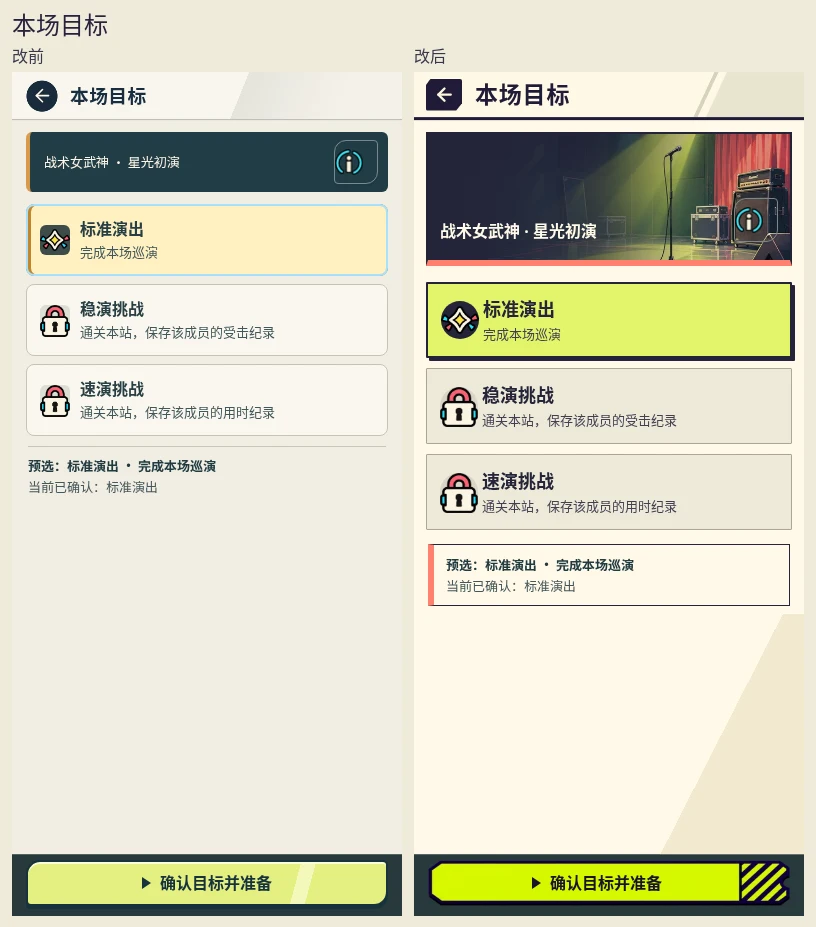 本场目标
改前
本场目标
战术女武神 · 星光初演
标准演出
完成本场巡演
稳演挑战
通关本站，保存该成员的受击纪录
速演挑战
通关本站，保存该成员的用时纪录
预选：标准演出 · 完成本场巡演
当前已确认：标准演出
确认目标并准备
改后
本场目标
战术女武神 · 星光初演
标准演出
完成本场巡演
稳演挑战
通关本站，保存该成员的受击纪录
速演挑战
通关本站，保存该成员的用时纪录
预选：标准演出 · 完成本场巡演
当前已确认：标准演出
确认目标并准备